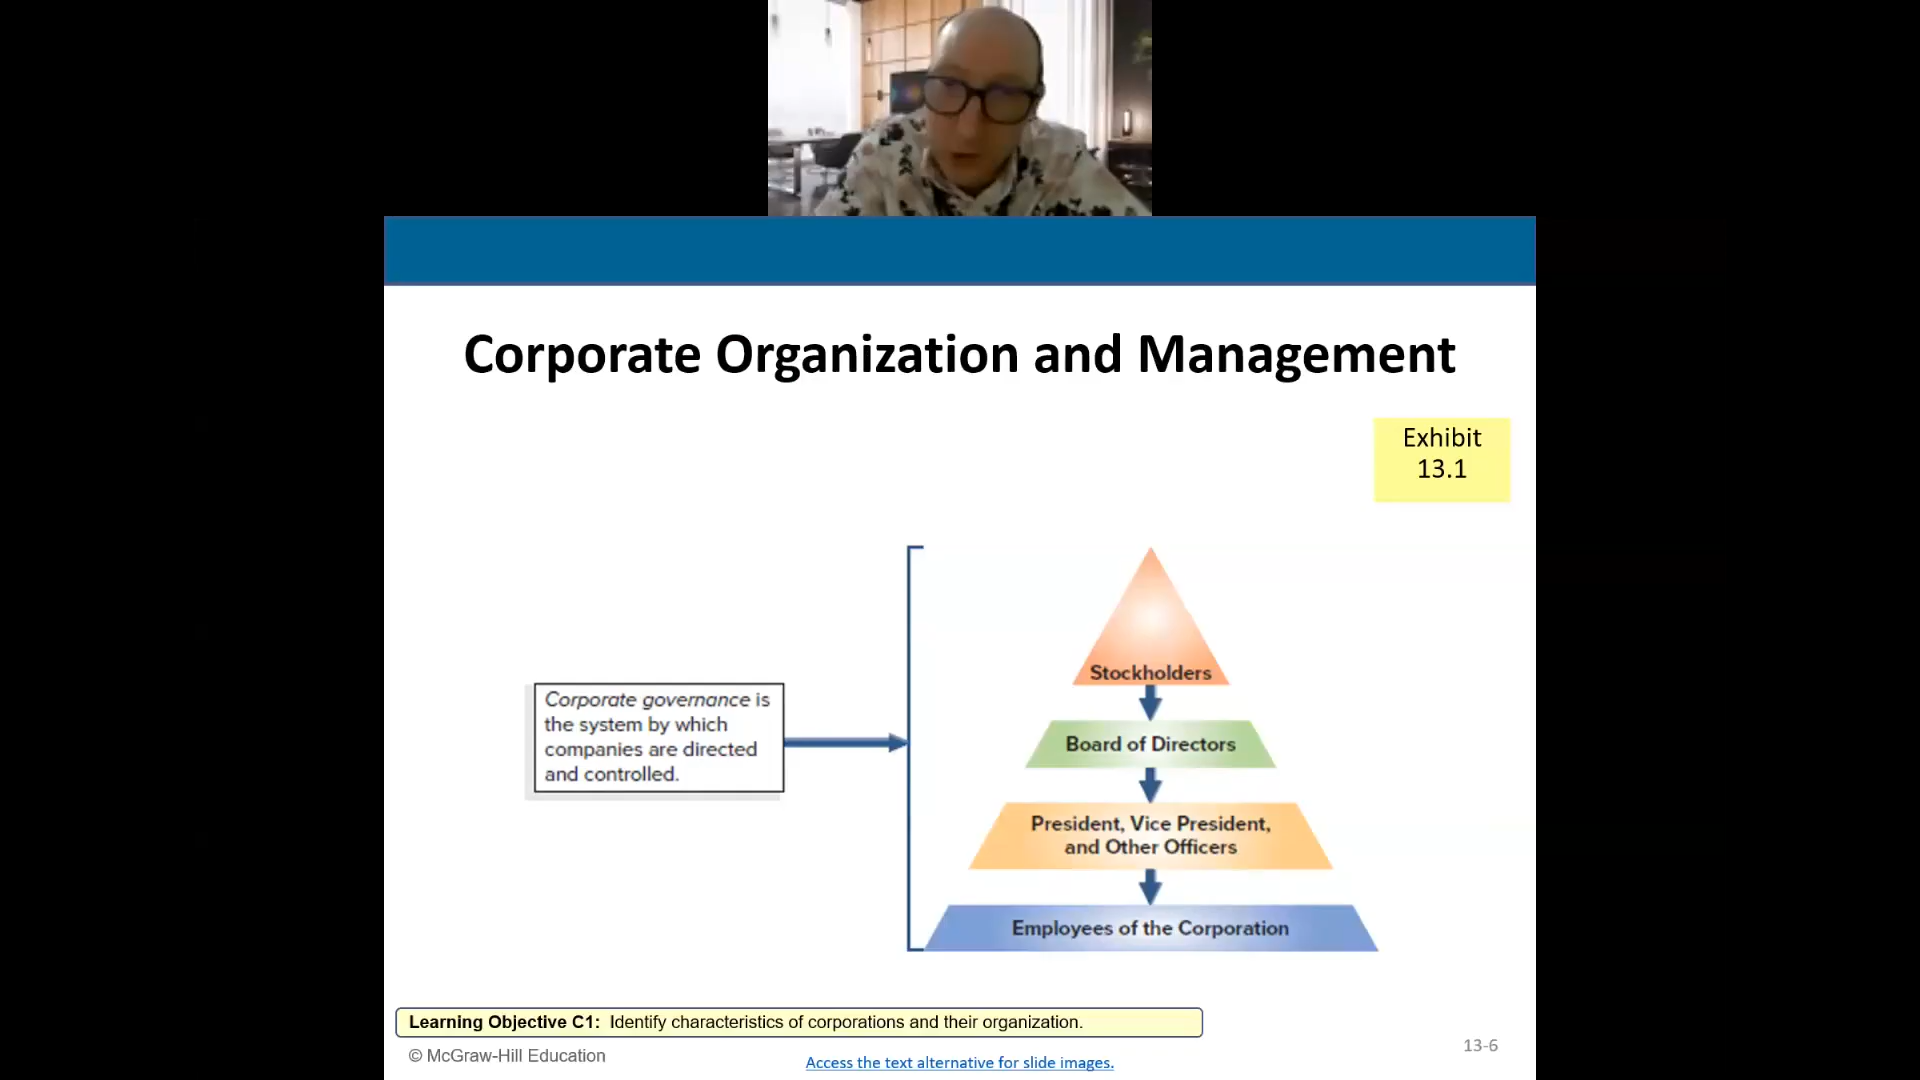 Corporate Organization and Management
Exhibit
13.1
Corporate governance is
the system by which
companies are directed
and controlled.
Stockholders
Board of Directors
President, Vice President,
and Other Officers
Employees of the Corporation
Learning Objective C1: Identify characteristics of corporations and their organization.
© McGraw-Hill Education
Access the text alternative for slide images.
13-6